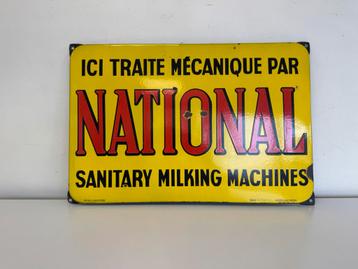 ICI TRAITE MÉCANIQUE PAR
NATIONAL
SANITARY MILKING MACHINES